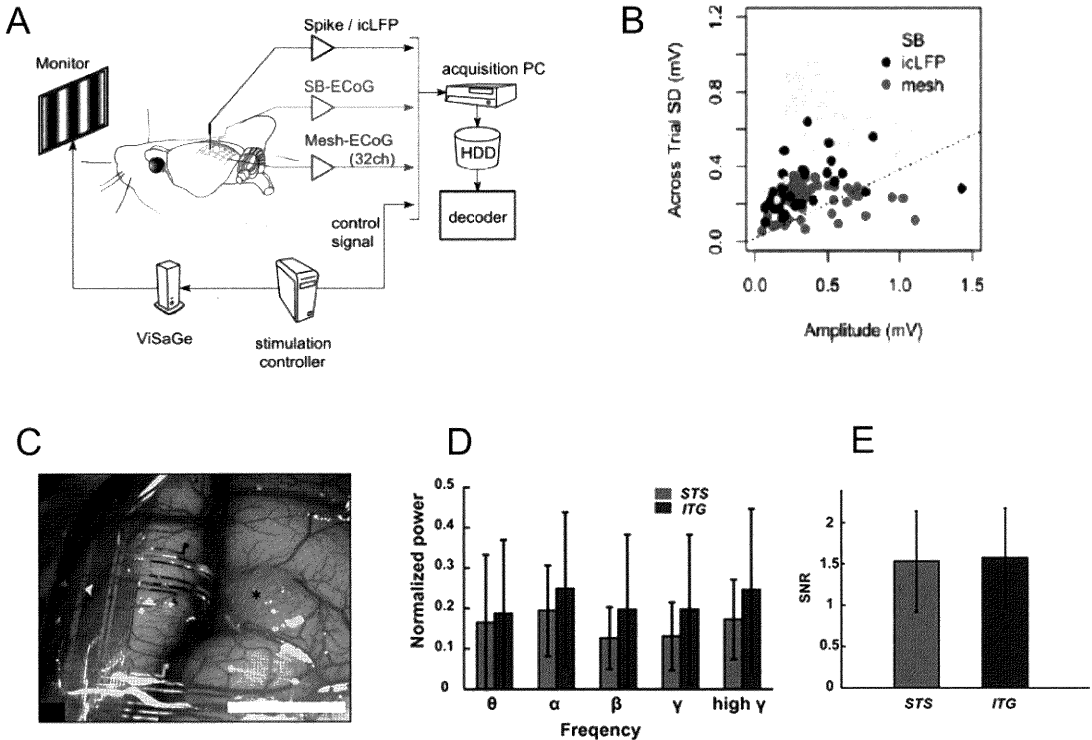 A
Spike / icLFP
Monitor
SB-ECoG
acquisition PC
Mesh-ECoG
(32ch)
HDD
decoder
control
signal
ViSaGe
stimulation
controller
B
Across Trial SD (mV)
1.2
0.8
0.4
0.0
SB
icLFP
mesh
0.0
0.5
1.0
1.5
Amplitude (mV)
C
D
Normalized power
0.5
0.4
0.3
0.2
0.1
0
STS
ITG
θ
α
β
γ
high γ
Freqency
E
SNR
2
1.5
1
0.5
0
STS
ITG